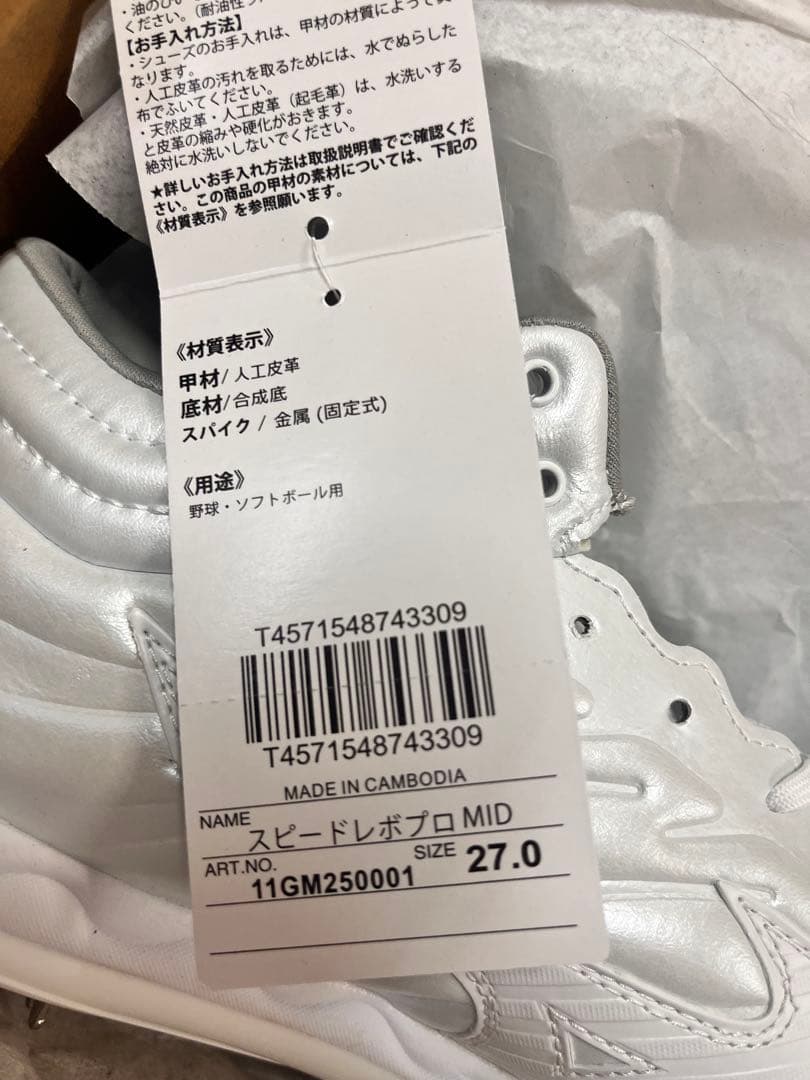 ・油のひ
ください。(耐油性
【お手入れ方法】
・シューズのお手入れは、甲材の材質によって
なります。
・人工皮革の汚れを取るためには、水でぬらした
布でふいてください。
・天然皮革・人工皮革（起毛革）は、水洗いする
と皮革の縮みや硬化がおきます。
絶対に水洗いしないでください。
★詳しいお手入れ方法は取扱説明書でご確認くだ
さい。この商品の甲材の素材については、下記の
《材質表示》を参照願います。
《材質表示》
甲材/人工皮革
底材/合成底
スパイク / 金属 (固定式)
《用途》
野球・ソフトボール用
T4571548743309
T4571548743309
MADE IN CAMBODIA
NAME スピードレボプロ MID
ART.NO. 11GM250001 SIZE 27.0